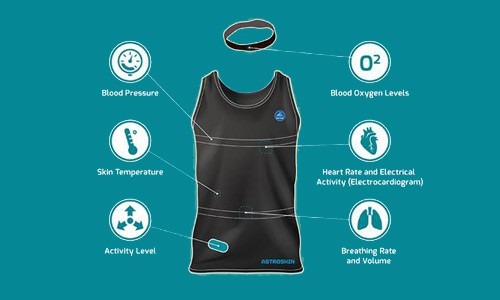 O²
Blood Pressure
Blood Oxygen Levels
Skin Temperature
Heart Rate and Electrical
Activity (Electrocardiogram)
Activity Level
Breathing Rate
and Volume
ASTROSKIN